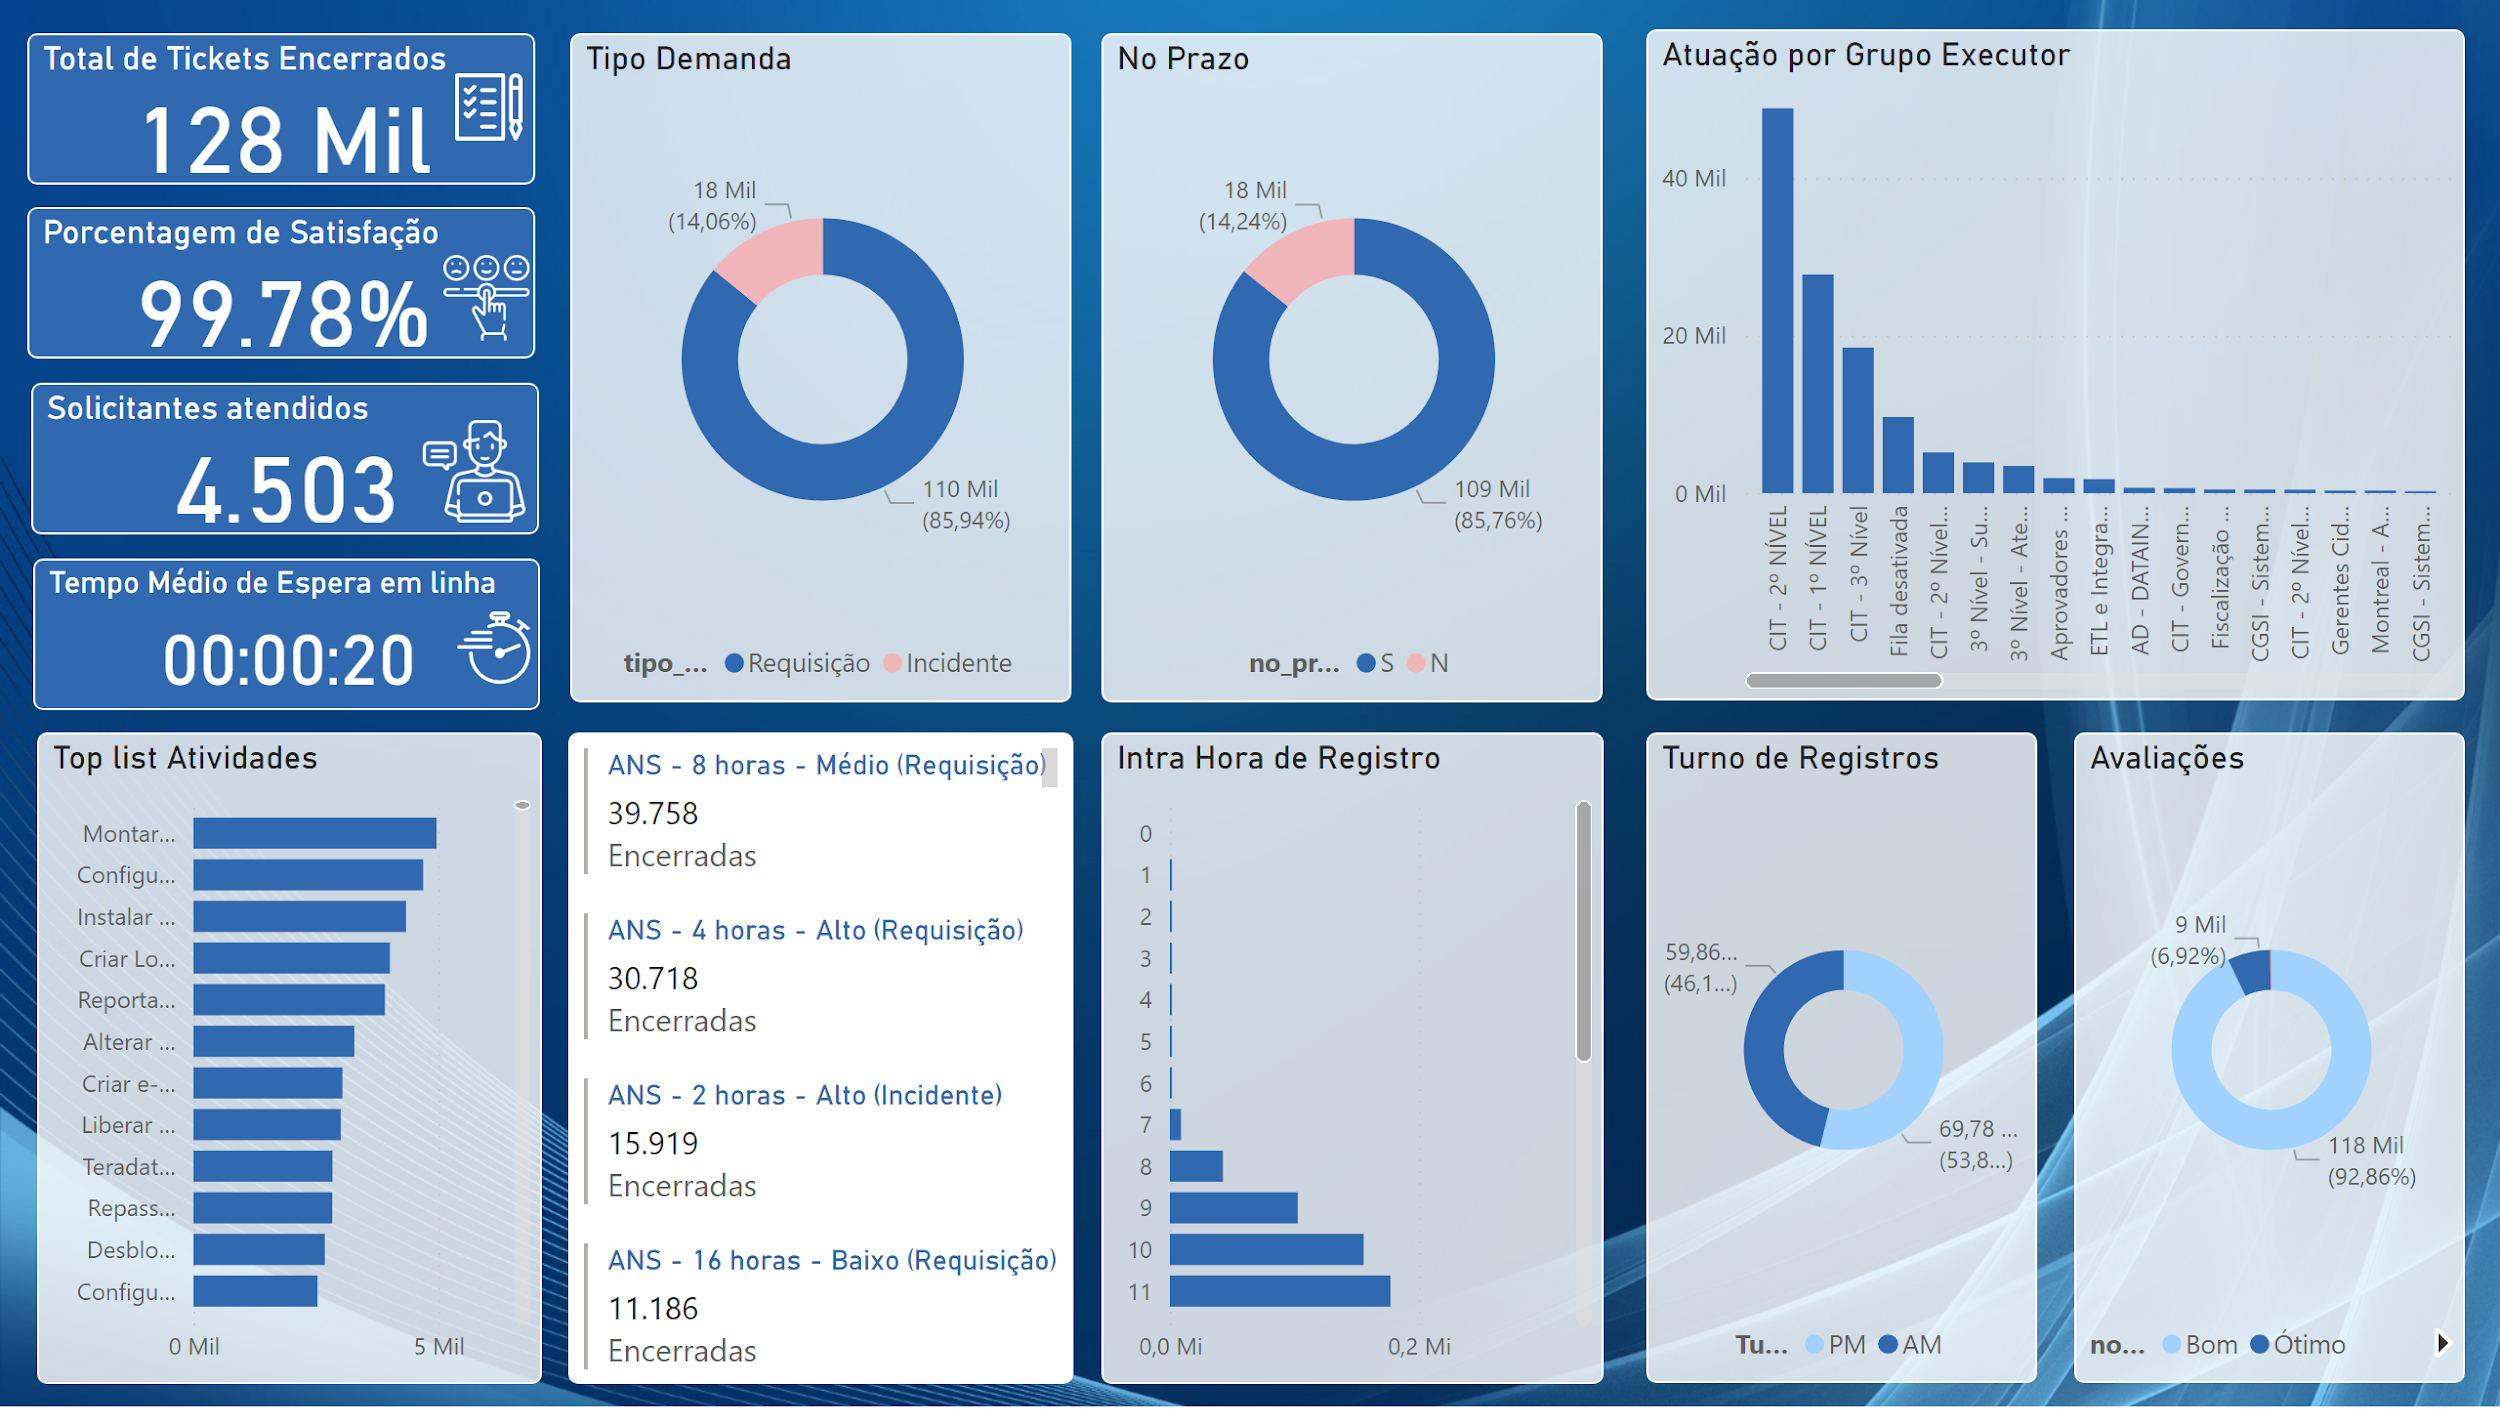 Total de Tickets Encerrados
128 Mil
Porcentagem de Satisfação
99.78%
Solicitantes atendidos
4.503
Tempo Médio de Espera em linha
00:00:20
Tipo Demanda
18 Mil
(14,06%)
110 Mil
(85,94%)
tipo_... Requisição Incidente
No Prazo
18 Mil
(14,24%)
109 Mil
(85,76%)
no_pr... S N
Atuação por Grupo Executor
40 Mil
20 Mil
0 Mil
CIT - 2º NÍVEL
CIT - 1º NÍVEL
CIT - 3º Nível
Fila desativada
CIT - 2º Nível...
3º Nível - Su...
3º Nível - Ate...
Aprovadores ...
ETL e Integra...
AD - DATAIN...
CIT - Govern...
Fiscalização ...
CGSI - Sistem...
CIT - 2º Nível...
Gerentes Cid...
Montreal - A...
CGSI - Sistem...
Top list Atividades
Montar...
Configu...
Instalar ...
Criar Lo...
Reporta...
Alterar ...
Criar e-...
Liberar ...
Teradat...
Repass...
Desblo...
Configu...
0 Mil 5 Mil
ANS - 8 horas - Médio (Requisição)
39.758
Encerradas
ANS - 4 horas - Alto (Requisição)
30.718
Encerradas
ANS - 2 horas - Alto (Incidente)
15.919
Encerradas
ANS - 16 horas - Baixo (Requisição)
11.186
Encerradas
Intra Hora de Registro
0
1
2
3
4
5
6
7
8
9
10
11
0,0 Mi 0,2 Mi
Turno de Registros
59,86...
(46,1...)
69,78 ...
(53,8...)
Tu... PM AM
Avaliações
9 Mil
(6,92%)
118 Mil
(92,86%)
no... Bom Ótimo